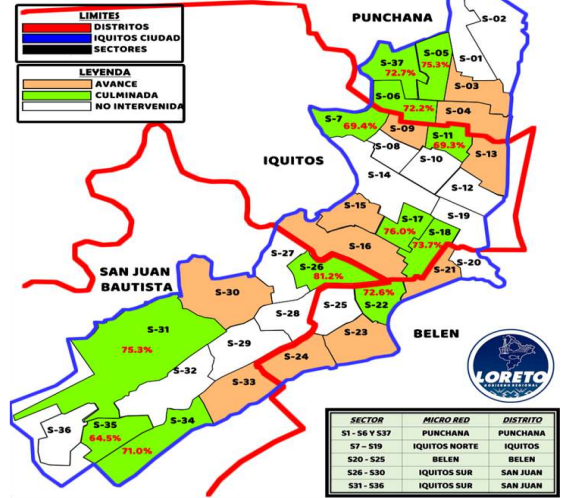 LIMITES
DISTRITOS
IQUITOS CIUDAD
SECTORES
LEYENDA
AVANCE
CULMINADA
NO INTERVENIDA
PUNCHANA
S-02
S-01
S-05
75.3%
S-37
72.7%
S-03
S-06
72.2%
S-04
S-7
69.4%
S-09
S-11
69.3%
S-08
S-10
S-13
IQUITOS
S-14
S-12
S-15
S-19
S-17
76.0%
S-18
73.7%
S-16
S-27
S-26
81.2%
S-20
S-21
SAN JUAN
BAUTISTA
S-30
72.6%
S-25
S-22
S-28
S-31
75.3%
S-23
BELEN
S-29
S-24
S-32
S-33
S-34
71.0%
S-35
64.5%
S-36
LORETO
GOBIERNO REGIONAL
SECTOR MICRO RED DISTRITO
S1 - S6 Y S37 PUNCHANA PUNCHANA
S7 - S19 IQUITOS NORTE IQUITOS
S20 - S25 BELEN BELEN
S26 - S30 IQUITOS SUR SAN JUAN
S31 - S36 IQUITOS SUR SAN JUAN